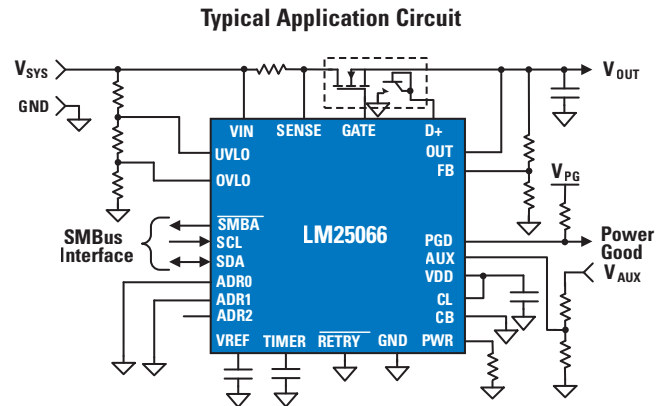 Typical Application Circuit
VSYS
VOUT
GND
VIN SENSE GATE D+
UVLO
OUT
OVLO
FB
VPG
SMBus
Interface
SMBA
SCL
SDA
LM25066
PGD
Power
Good
ADR0
ADR1
ADR2
AUX
VDD
CL
CB
VAUX
VREF TIMER RETRY GND PWR